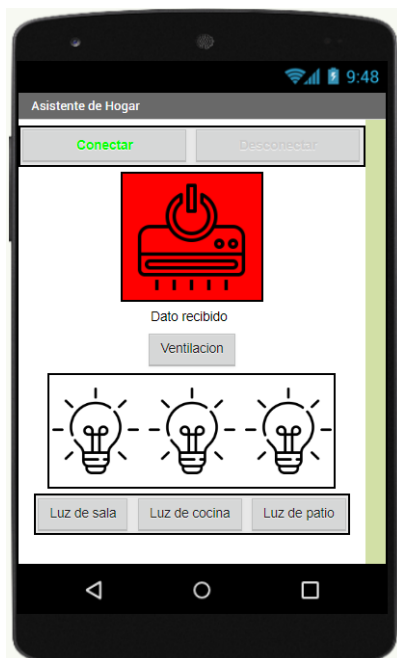 9:48
Asistente de Hogar
Conectar Desconectar
Dato recibido
Ventilacion
Luz de sala Luz de cocina Luz de patio